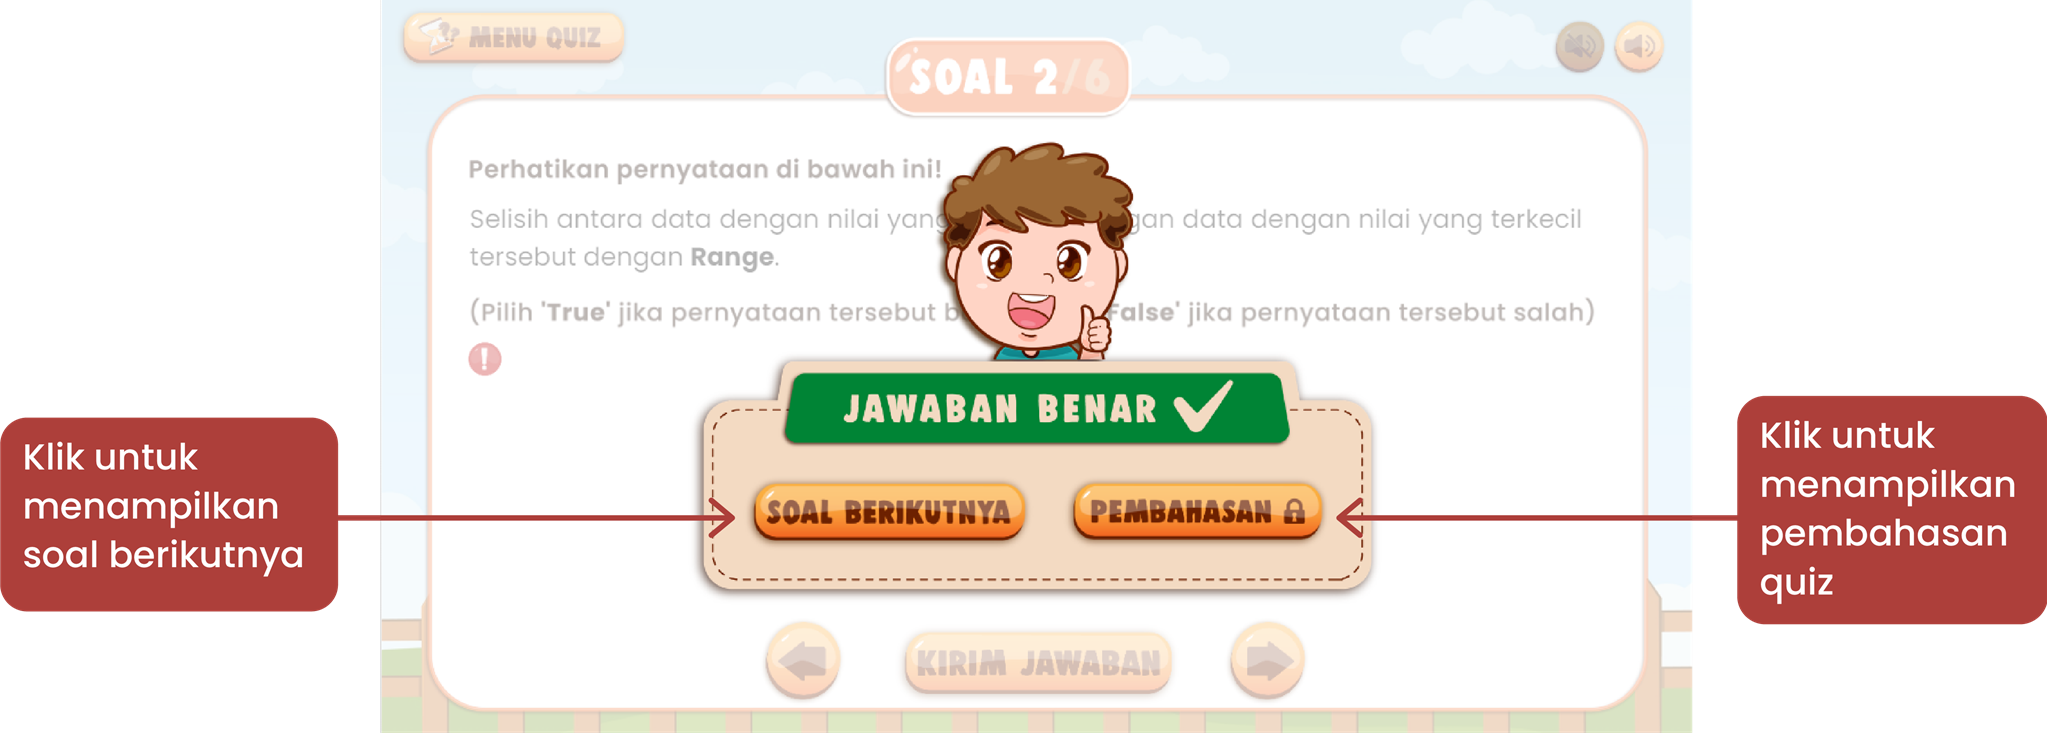 MENU QUIZ
SOAL 2/6
Perhatikan pernyataan di bawah ini!
Selisih antara data dengan nilai yang gan data dengan nilai yang terkecil
tersebut dengan Range.
(Pilih 'True' jika pernyataan tersebut b False' jika pernyataan tersebut salah)
!
JAWABAN BENAR
SOAL BERIKUTNYA
PEMBAHASAN
KIRIM JAWABAN
Klik untuk
menampilkan
soal berikutnya
Klik untuk
menampilkan
pembahasan
quiz